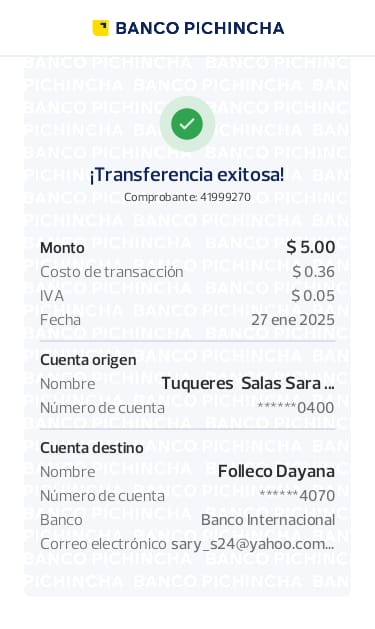 BANCO PICHINCHA
¡Transferencia exitosa!
Comprobante: 41999270
Monto $ 5.00
Costo de transacción $ 0.36
IVA $ 0.05
Fecha 27 ene 2025
Cuenta origen
Nombre Tuqueres Salas Sara ...
Número de cuenta ******0400
Cuenta destino
Nombre Folleco Dayana
Número de cuenta ******4070
Banco Banco Internacional
Correo electrónico sary_s24@yahoo.com...